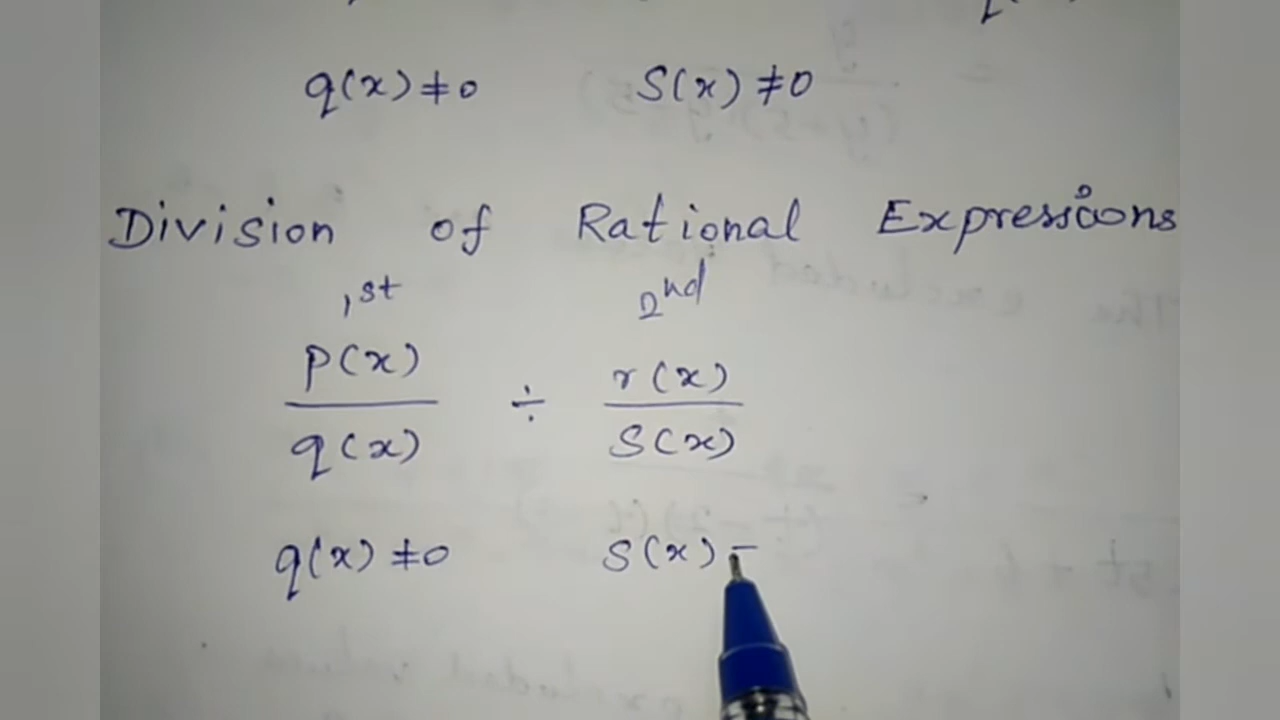 q(x) ≠ 0 S(x) ≠ 0
Division of Rational Expressions
1st 2nd
p(x) / q(x) ÷ r(x) / S(x)
q(x) ≠ 0 S(x) =